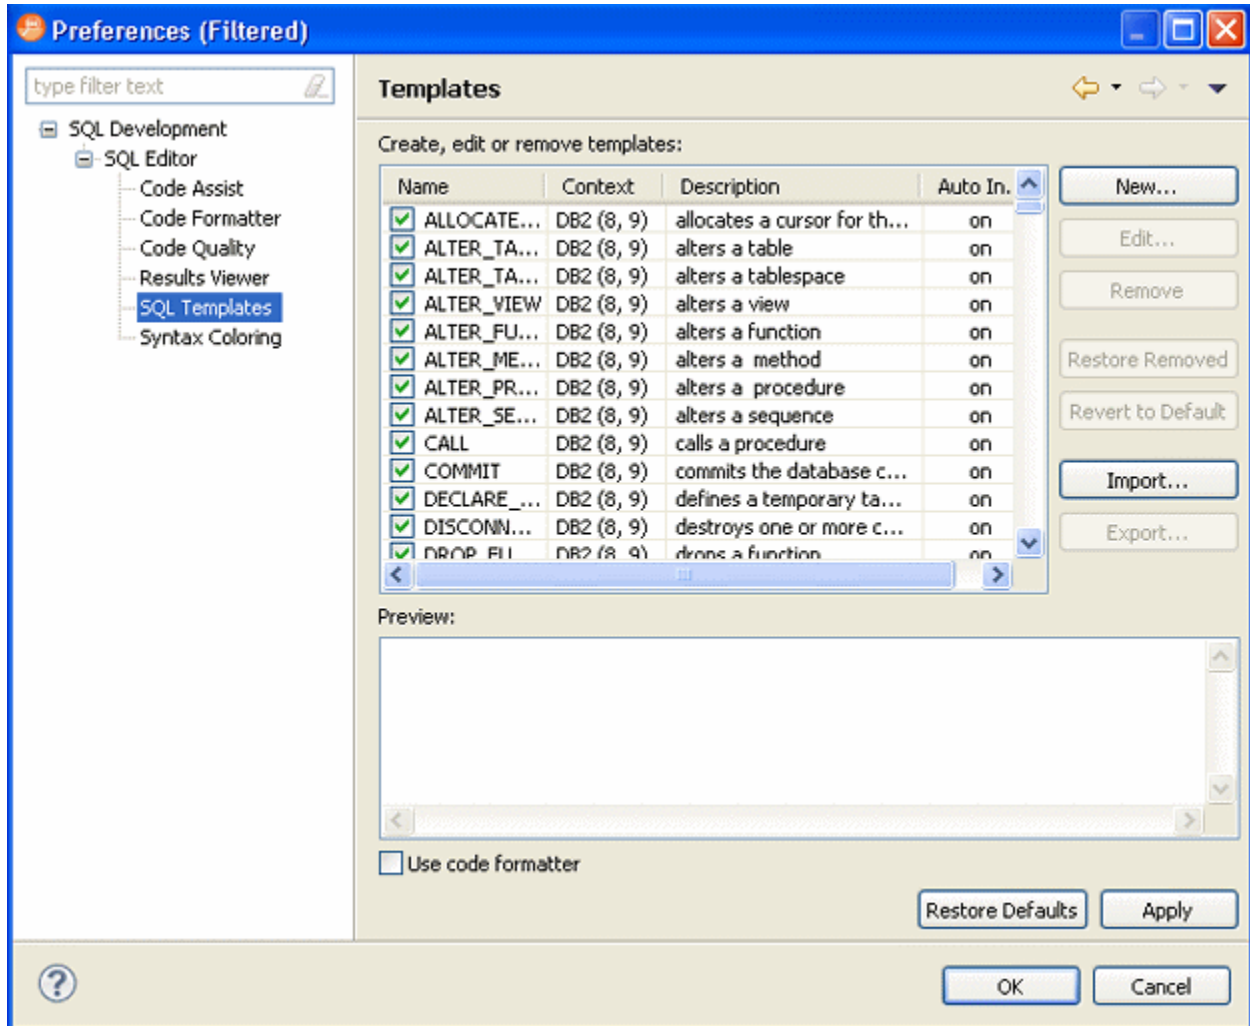 Preferences (Filtered)
type filter text
SQL Development
SQL Editor
Code Assist
Code Formatter
Code Quality
Results Viewer
SQL Templates
Syntax Coloring
Templates
Create, edit or remove templates:
Name Context Description Auto In.
ALLOCATE... DB2 (8, 9) allocates a cursor for th... on
ALTER_TA... DB2 (8, 9) alters a table on
ALTER_TA... DB2 (8, 9) alters a tablespace on
ALTER_VIEW DB2 (8, 9) alters a view on
ALTER_FU... DB2 (8, 9) alters a function on
ALTER_ME... DB2 (8, 9) alters a  method on
ALTER_PR... DB2 (8, 9) alters a  procedure on
ALTER_SE... DB2 (8, 9) alters a sequence on
CALL DB2 (8, 9) calls a procedure on
COMMIT DB2 (8, 9) commits the database c... on
DECLARE_... DB2 (8, 9) defines a temporary ta... on
DISCONN... DB2 (8, 9) destroys one or more c... on
DROP_FU... DB2 (8, 9) drops a function on
New...
Edit...
Remove
Restore Removed
Revert to Default
Import...
Export...
Preview:
Use code formatter
Restore Defaults Apply
? OK Cancel